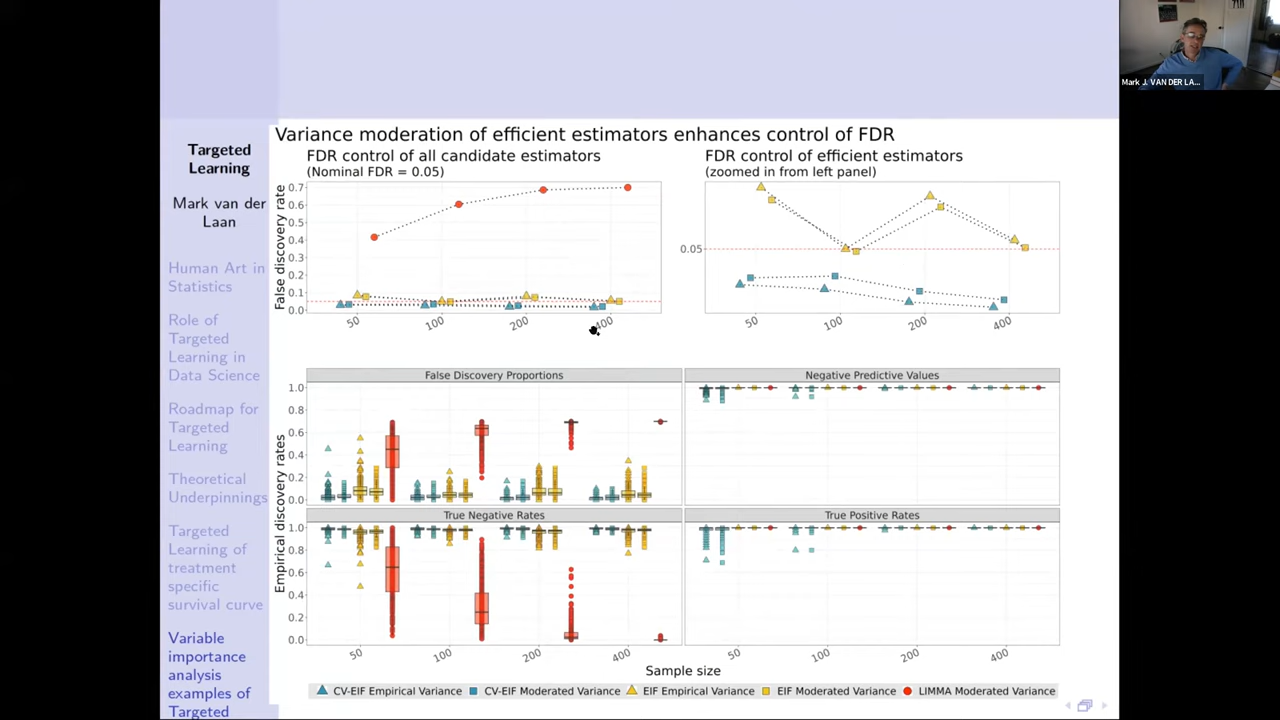 Mark J. VAN DER LA...
Targeted
Learning
Mark van der
Laan
Human Art in
Statistics
Role of
Targeted
Learning in
Data Science
Roadmap for
Targeted
Learning
Theoretical
Underpinnings
Targeted
Learning of
treatment
specific
survival curve
Variable
importance
analysis
examples of
Targeted
Variance moderation of efficient estimators enhances control of FDR
FDR control of all candidate estimators
(Nominal FDR = 0.05)
False discovery rate
0.7
0.5
0.4
0.3
0.2
0.1
0.0
50
100
200
400
FDR control of efficient estimators
(zoomed in from left panel)
0.05
50
100
200
400
Empirical discovery rates
False Discovery Proportions
1.0
0.8
0.6
0.4
0.2
0.0
Negative Predictive Values
True Negative Rates
1.0
0.8
0.6
0.4
0.2
0.0
50
100
200
400
True Positive Rates
50
100
200
400
Sample size
CV-EIF Empirical Variance
CV-EIF Moderated Variance
EIF Empirical Variance
EIF Moderated Variance
LIMMA Moderated Variance